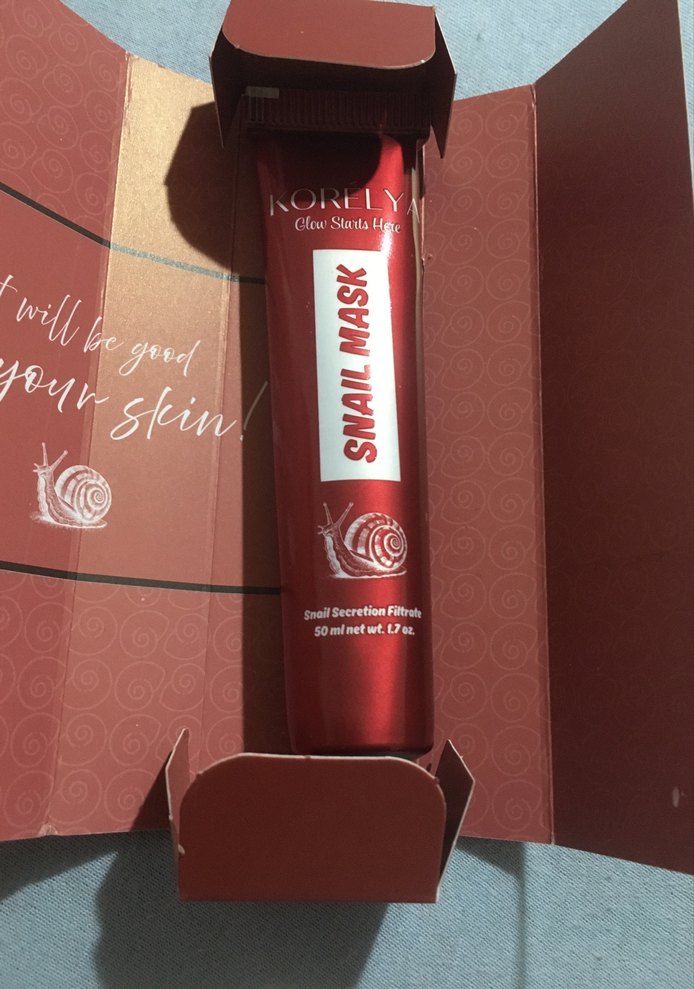 KORELYA
Glow Starts Here
SNAIL MASK
Snail Secretion Filtrate
50 ml net wt. 1.7 oz.
will be good
your skin!